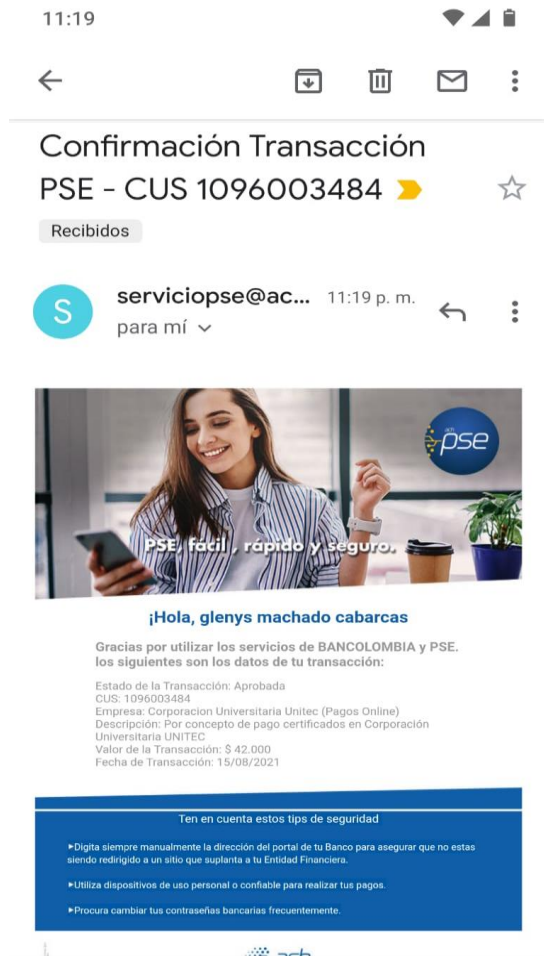 11:19
Confirmación Transacción
PSE - CUS 1096003484
Recibidos
S
serviciopse@ac... 11:19 p. m.
para mí
ach
pse
PSE, fácil , rápido y seguro.
¡Hola, glenys machado cabarcas
Gracias por utilizar los servicios de BANCOLOMBIA y PSE.
los siguientes son los datos de tu transacción:
Estado de la Transacción: Aprobada
CUS: 1096003484
Empresa: Corporacion Universitaria Unitec (Pagos Online)
Descripción: Por concepto de pago certificados en Corporación
Universitaria UNITEC
Valor de la Transacción: $ 42.000
Fecha de Transacción: 15/08/2021
Ten en cuenta estos tips de seguridad
►Digita siempre manualmente la dirección del portal de tu Banco para asegurar que no estas
siendo redirigido a un sitio que suplanta a tu Entidad Financiera.
►Utiliza dispositivos de uso personal o confiable para realizar tus pagos.
►Procura cambiar tus contraseñas bancarias frecuentemente.